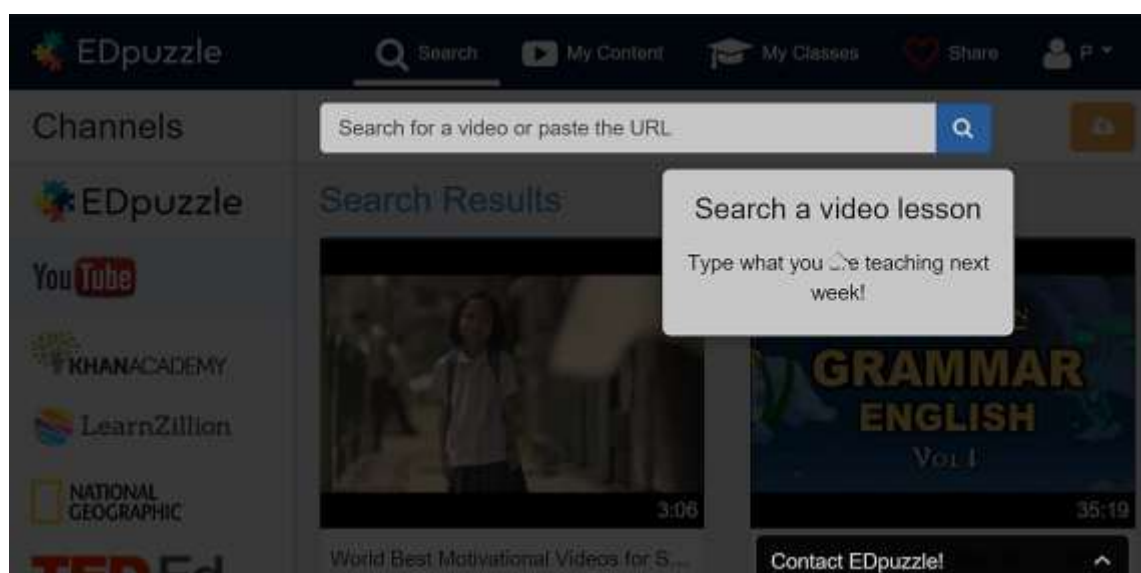 EDpuzzle
Search My Content My Classes Share P
Channels
Search for a video or paste the URL
EDpuzzle
Search Results
Search a video lesson
Type what you teaching next
week!
YouTube
KHANACADEMY
GRAMMAR
ENGLISH
VOL 1
LearnZillion
NATIONAL
GEOGRAPHIC
3:06
35:19
TED Ed
World Best Motivational Videos for S...
Contact EDpuzzle!